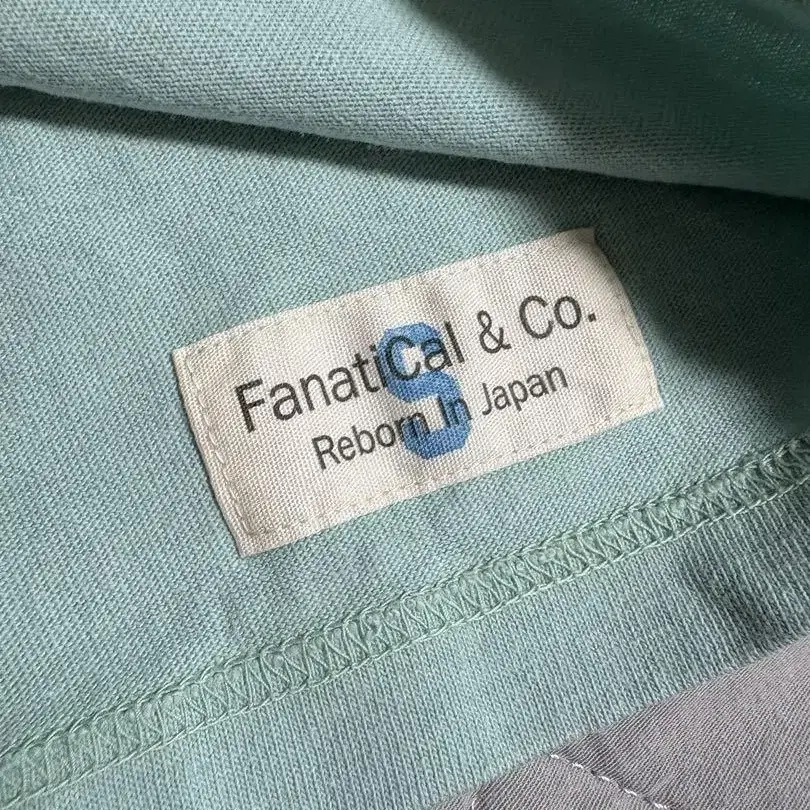 FanatiCal & Co.
S
Reborn In Japan